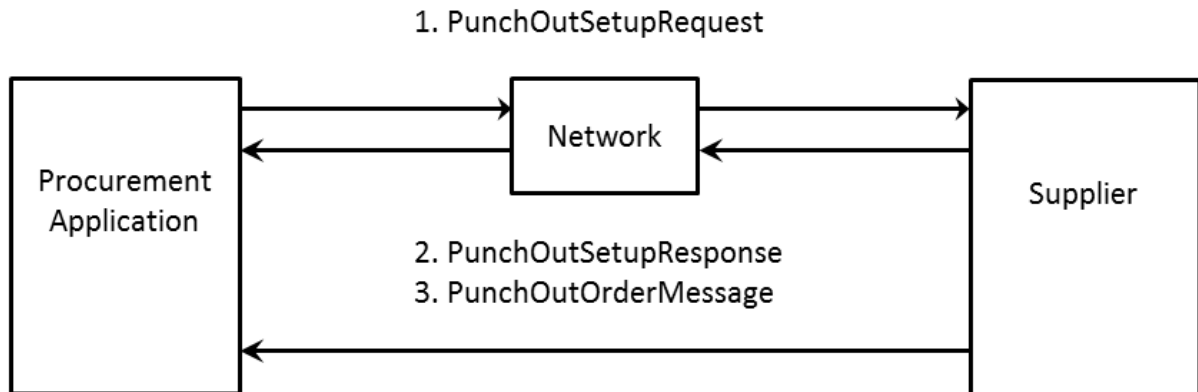 1. PunchOutSetupRequest
Network
Procurement
Application
Supplier
2. PunchOutSetupResponse
3. PunchOutOrderMessage